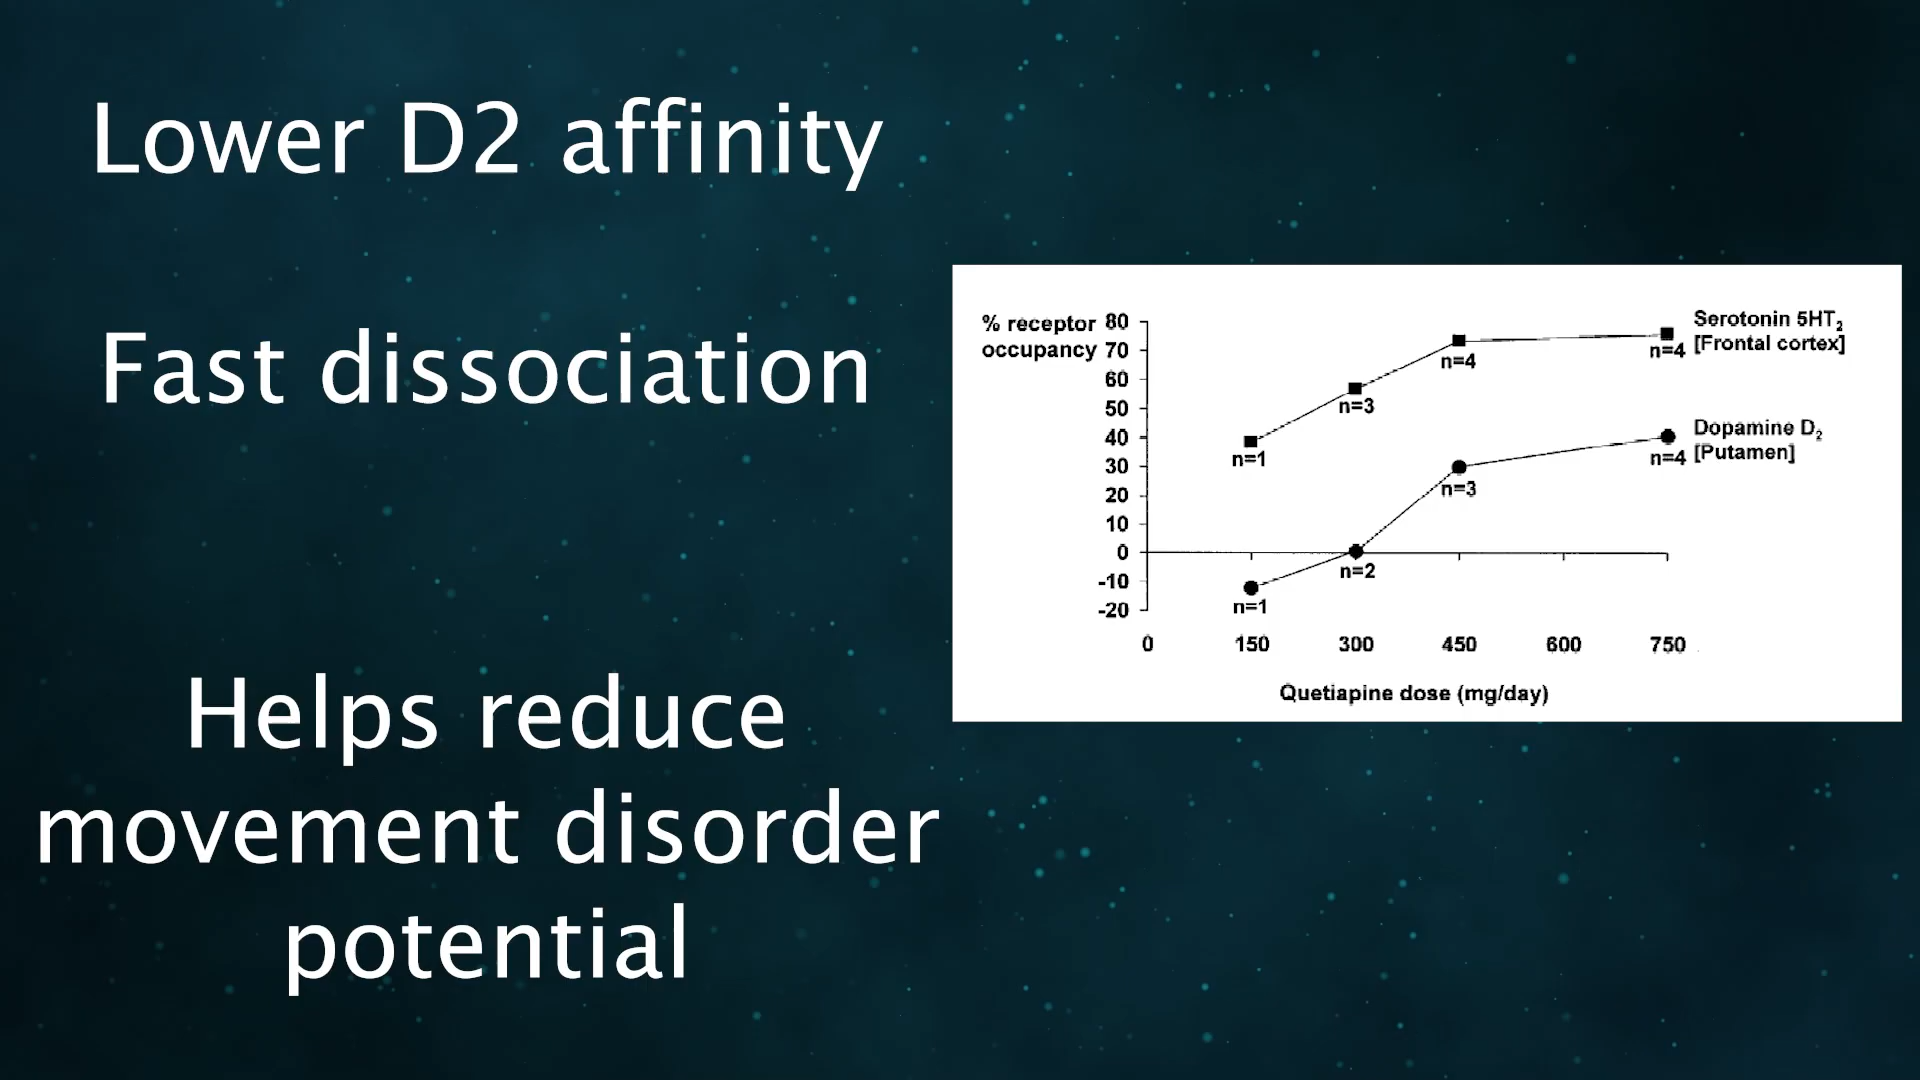 Lower D2 affinity
Fast dissociation
Helps reduce
movement disorder
potential
% receptor
occupancy
80
70
60
50
40
30
20
10
0
-10
-20
n=1
n=3
n=4
n=4
Serotonin 5HT₂
[Frontal cortex]
n=1
n=2
n=3
n=4
Dopamine D₂
[Putamen]
0 150 300 450 600 750
Quetiapine dose (mg/day)